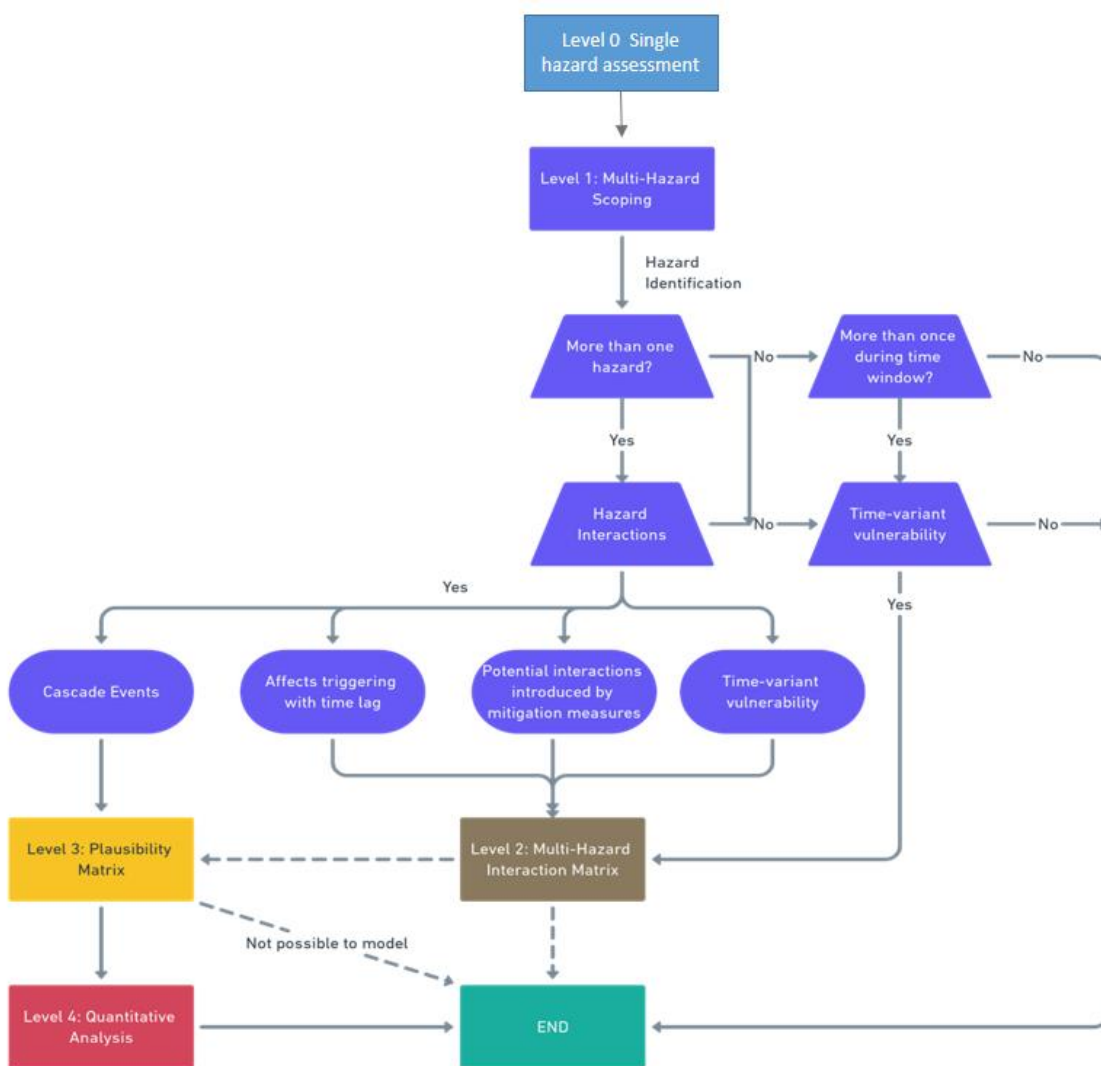 Level 0  Single
hazard assessment
Level 1: Multi-Hazard
Scoping
Hazard
Identification
More than one
hazard?
No
More than once
during time
window?
No
Yes
Yes
Hazard
Interactions
No
Time-variant
vulnerability
No
Yes
Yes
Cascade Events
Affects triggering
with time lag
Potential interactions
introduced by
mitigation measures
Time-variant
vulnerability
Level 3: Plausibility
Matrix
Level 2: Multi-Hazard
Interaction Matrix
Not possible to model
Level 4: Quantitative
Analysis
END